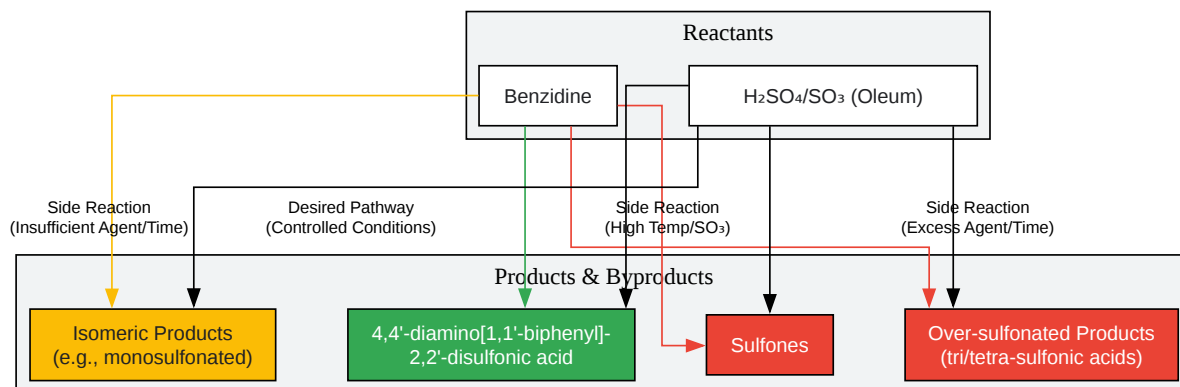 Reactants
Benzidine
H₂SO₄/SO₃ (Oleum)
Side Reaction
(Insufficient Agent/Time)
Desired Pathway
(Controlled Conditions)
Side Reaction
(High Temp/SO₃)
Side Reaction
(Excess Agent/Time)
Products & Byproducts
Isomeric Products
(e.g., monosulfonated)
4,4'-diamino[1,1'-biphenyl]-
2,2'-disulfonic acid
Sulfones
Over-sulfonated Products
(tri/tetra-sulfonic acids)